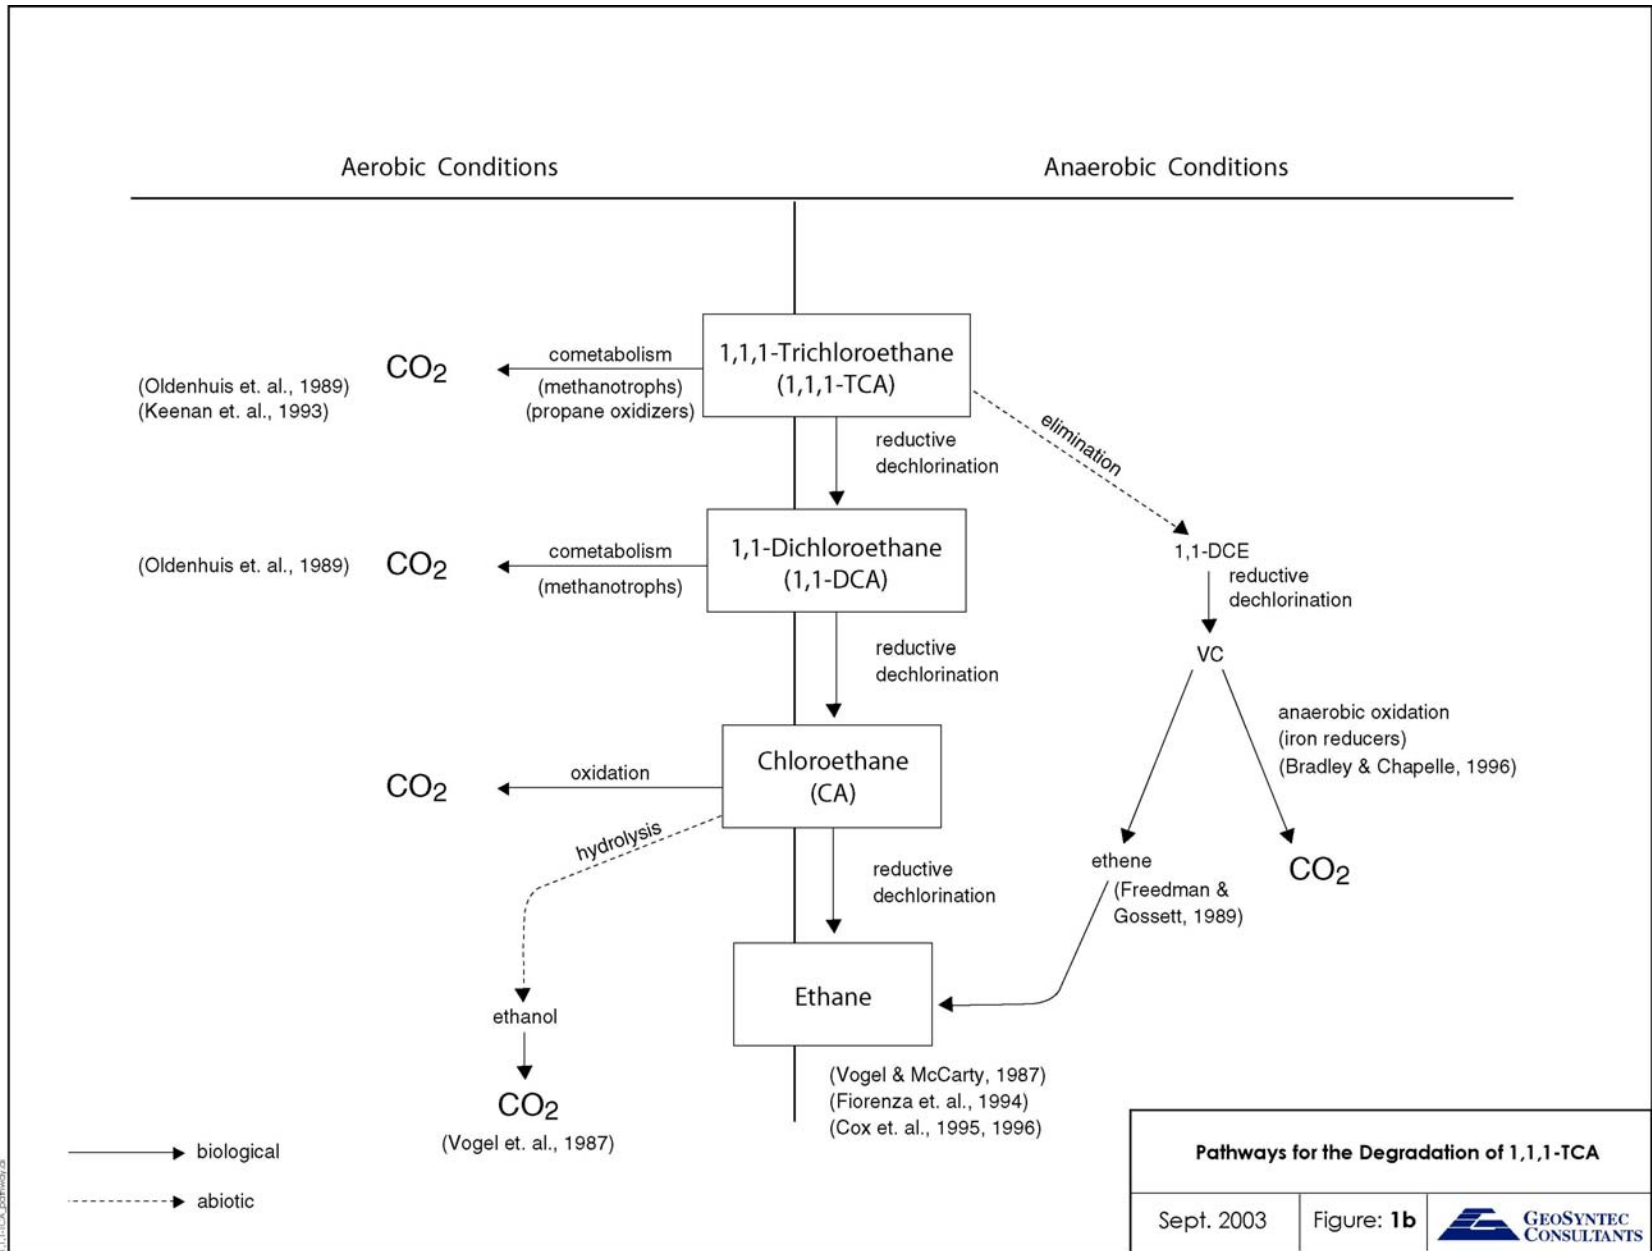 Aerobic Conditions
Anaerobic Conditions
1,1,1-Trichloroethane
(1,1,1-TCA)
cometabolism
(methanotrophs)
(propane oxidizers)
CO2
(Oldenhuis et. al., 1989)
(Keenan et. al., 1993)
elimination
reductive
dechlorination
1,1-Dichloroethane
(1,1-DCA)
cometabolism
(methanotrophs)
CO2
(Oldenhuis et. al., 1989)
1,1-DCE
reductive
dechlorination
VC
reductive
dechlorination
anaerobic oxidation
(iron reducers)
(Bradley & Chapelle, 1996)
Chloroethane
(CA)
oxidation
CO2
hydrolysis
reductive
dechlorination
ethene
(Freedman &
Gossett, 1989)
CO2
Ethane
ethanol
CO2
(Vogel et. al., 1987)
(Vogel & McCarty, 1987)
(Fiorenza et. al., 1994)
(Cox et. al., 1995, 1996)
biological
abiotic
Pathways for the Degradation of 1,1,1-TCA
Sept. 2003
Figure: 1b
GEOSYNTEC
CONSULTANTS